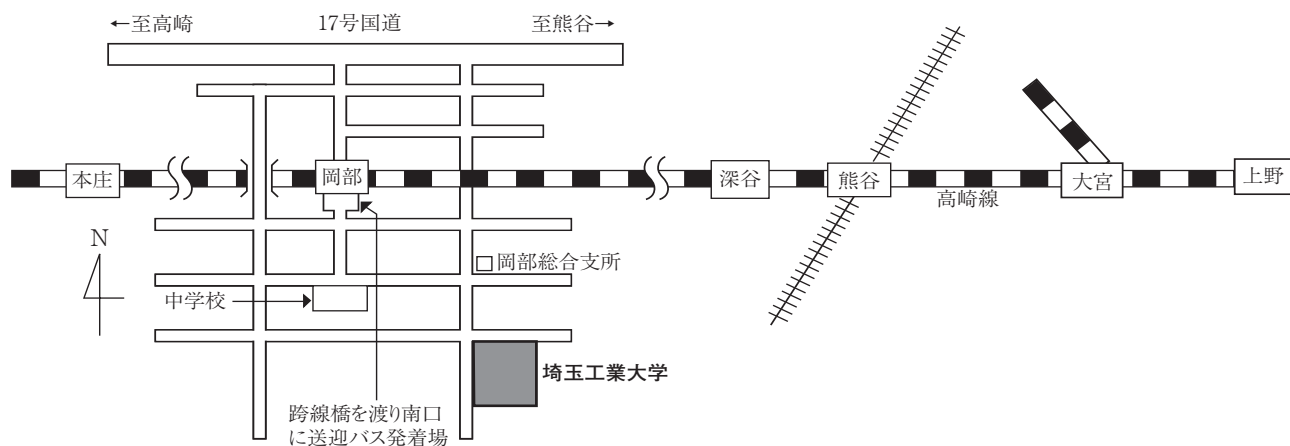 ←至高崎
17号国道
至熊谷→
本庄
岡部
深谷
熊谷
大宮
上野
高崎線
N
岡部総合支所
中学校
埼玉工業大学
跨線橋を渡り南口
に送迎バス発着場